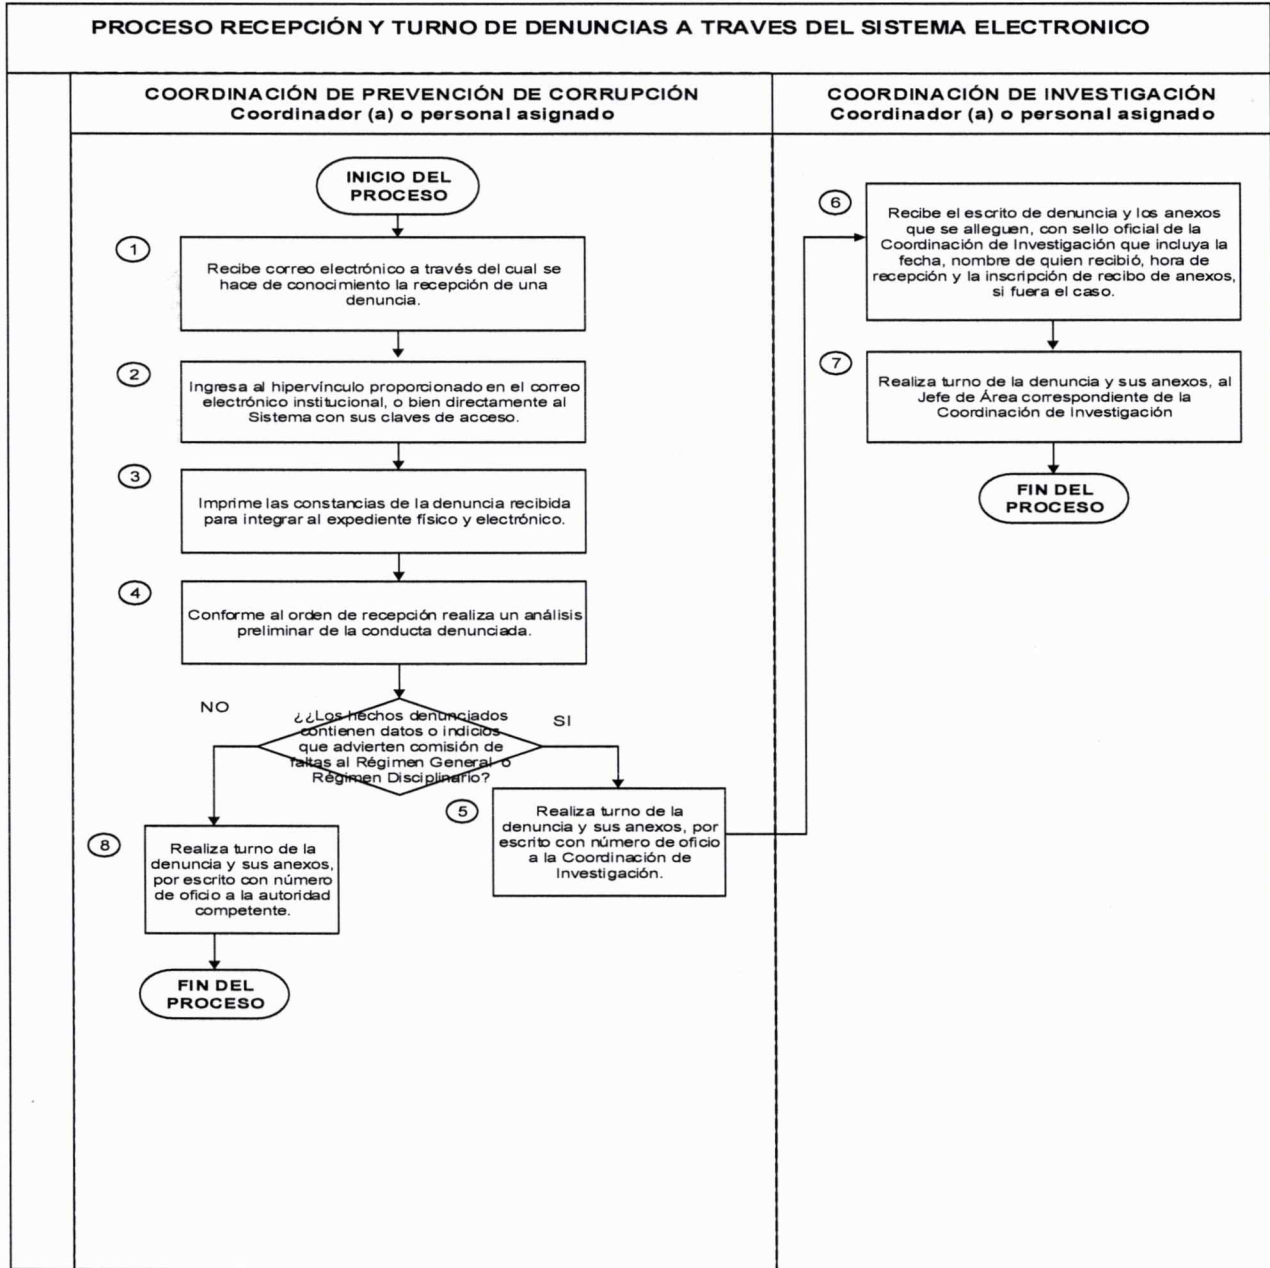 PROCESO RECEPCIÓN Y TURNO DE DENUNCIAS A TRAVES DEL SISTEMA ELECTRONICO
COORDINACIÓN DE PREVENCIÓN DE CORRUPCIÓN
Coordinador (a) o personal asignado
COORDINACIÓN DE INVESTIGACIÓN
Coordinador (a) o personal asignado
INICIO DEL
PROCESO
1
Recibe correo electrónico a través del cual se
hace de conocimiento la recepción de una
denuncia.
2
Ingresa al hipervínculo proporcionado en el correo
electrónico institucional, o bien directamente al
Sistema con sus claves de acceso.
3
Imprime las constancias de la denuncia recibida
para integrar al expediente físico y electrónico.
4
Conforme al orden de recepción realiza un análisis
preliminar de la conducta denunciada.
NO
¿¿Los hechos denunciados
contienen datos o indicios
que advierten comisión de
faltas al Régimen General o
Régimen Disciplinario?
SI
5
Realiza turno de la
denuncia y sus anexos, por
escrito con número de oficio
a la Coordinación de
Investigación.
8
Realiza turno de la
denuncia y sus anexos,
por escrito con número
de oficio a la autoridad
competente.
FIN DEL
PROCESO
6
Recibe el escrito de denuncia y los anexos
que se alleguen, con sello oficial de la
Coordinación de Investigación que incluya la
fecha, nombre de quien recibió, hora de
recepción y la inscripción de recibo de anexos,
si fuera el caso.
7
Realiza turno de la denuncia y sus anexos, al
Jefe de Área correspondiente de la
Coordinación de Investigación
FIN DEL
PROCESO